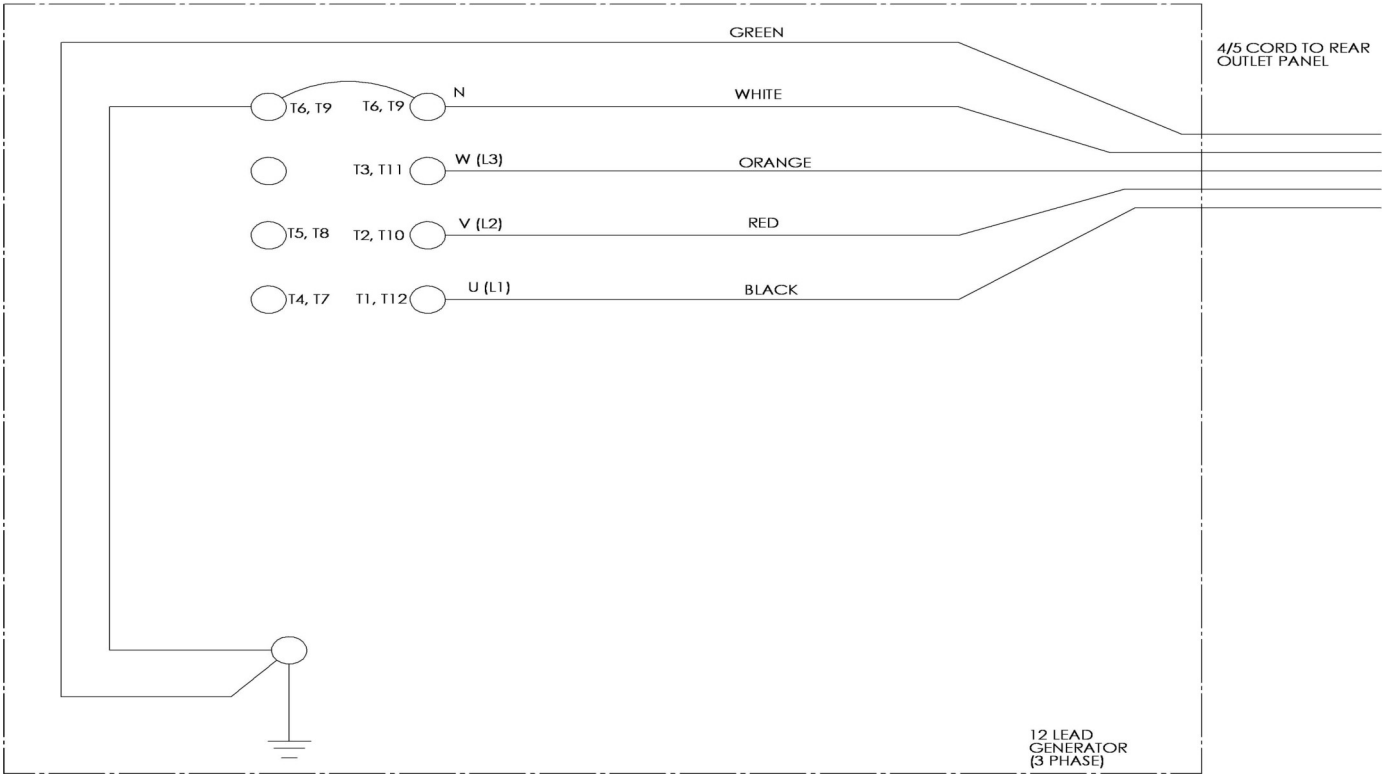 GREEN
4/5 CORD TO REAR
OUTLET PANEL
N
WHITE
T6, T9 T6, T9
W (L3)
ORANGE
T3, T11
V (L2)
RED
T5, T8 T2, T10
U (L1)
BLACK
T4, T7 T1, T12
12 LEAD
GENERATOR
(3 PHASE)